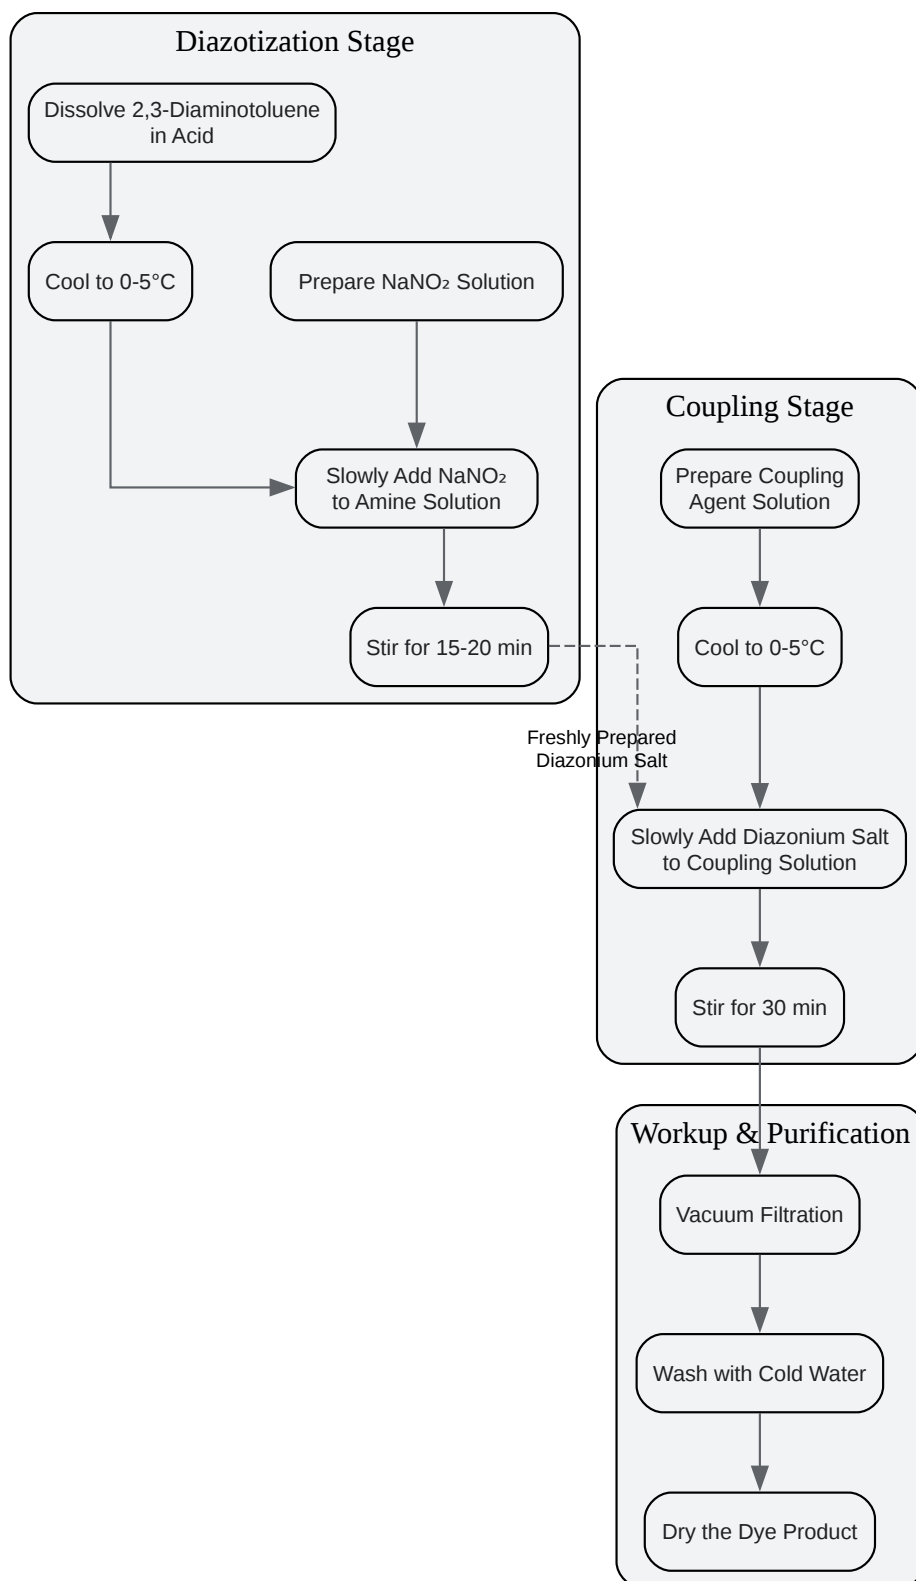 Diazotization Stage
Dissolve 2,3-Diaminotoluene
in Acid
Cool to 0-5°C
Prepare NaNO₂ Solution
Slowly Add NaNO₂
to Amine Solution
Stir for 15-20 min
Freshly Prepared
Diazonium Salt
Coupling Stage
Prepare Coupling
Agent Solution
Cool to 0-5°C
Slowly Add Diazonium Salt
to Coupling Solution
Stir for 30 min
Workup & Purification
Vacuum Filtration
Wash with Cold Water
Dry the Dye Product